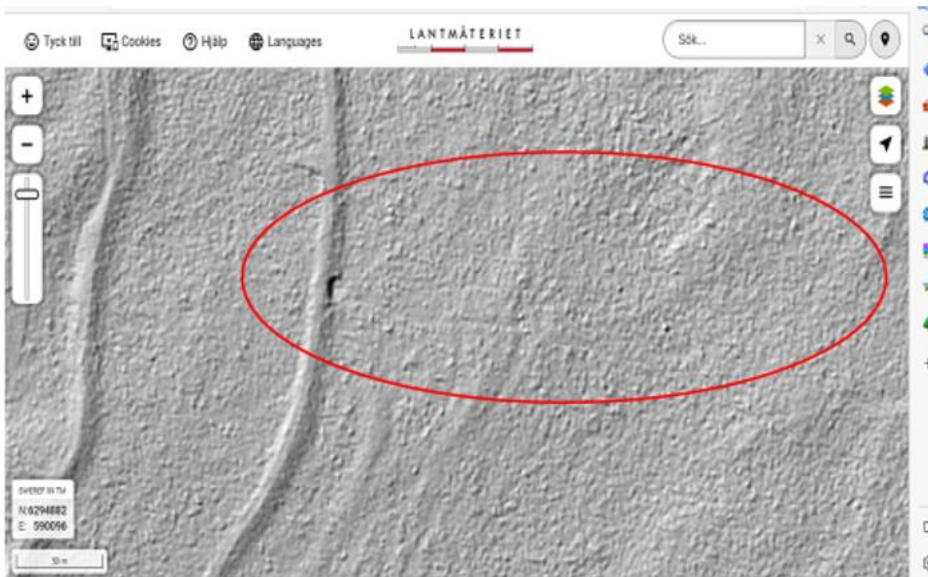 Tyck till Cookies Hjälp Languages LANTMÄTERIET Sök...
SWEREF 99 TM
N:6294882
E: 590096
50 m